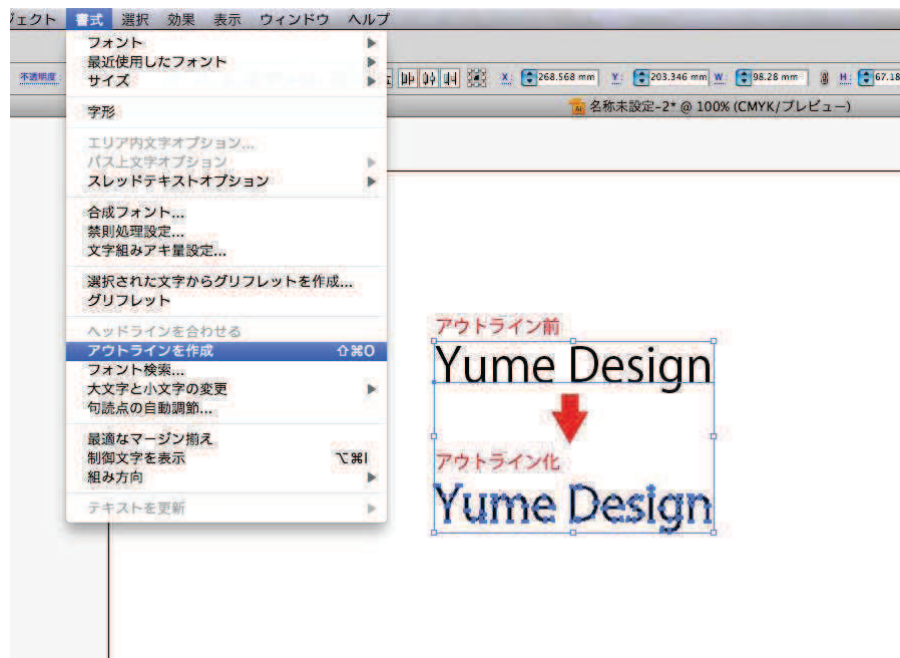 ジェクト 書式 選択 効果 表示 ウィンドウ ヘルプ
フォント
最近使用したフォント
サイズ
不透明度
X: 268.568 mm Y: 203.346 mm W: 98.28 mm H: 67.18
字形
名称未設定-2* @ 100% (CMYK/プレビュー)
エリア内文字オプション...
パス上文字オプション
スレッドテキストオプション
合成フォント...
禁則処理設定...
文字組みアキ量設定...
選択された文字からグリフレットを作成...
グリフレット
ヘッドラインを合わせる
アウトラインを作成 ⇧⌘O
フォント検索...
大文字と小文字の変更
句読点の自動調節...
最適なマージン揃え
制御文字を表示 ⌥⌘I
組み方向
テキストを更新
アウトライン前
Yume Design
アウトライン化
Yume Design